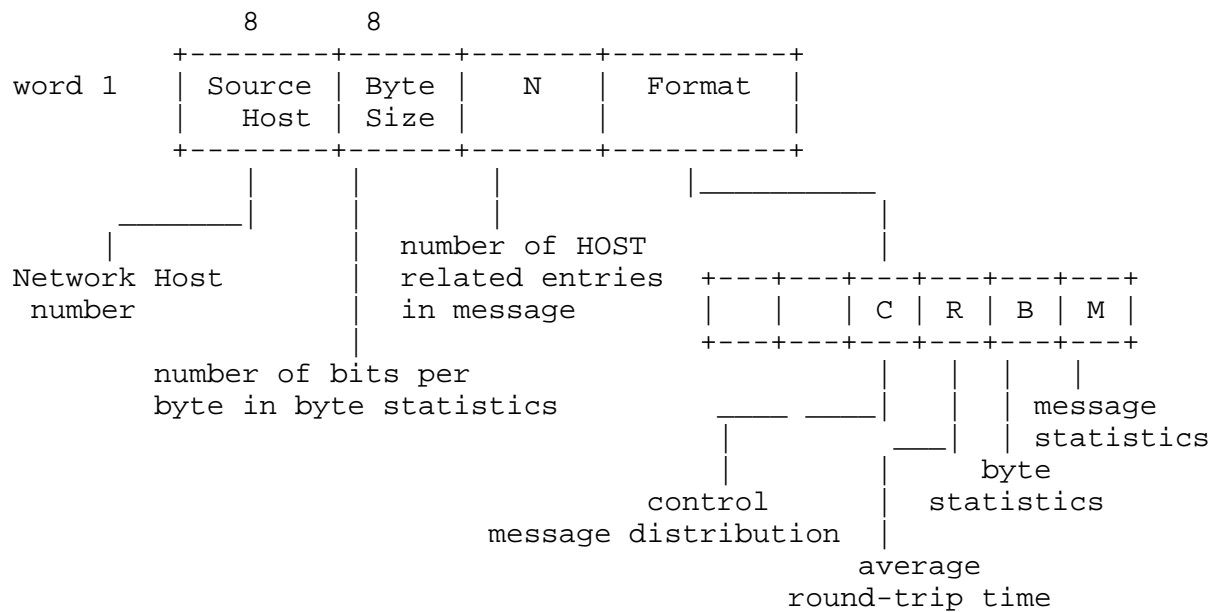 8 8
word 1 Source Byte N Format
Host Size
Network Host number of HOST
number related entries
in message
C R B M
number of bits per
byte in byte statistics
message
statistics
byte
control statistics
message distribution
average
round-trip time